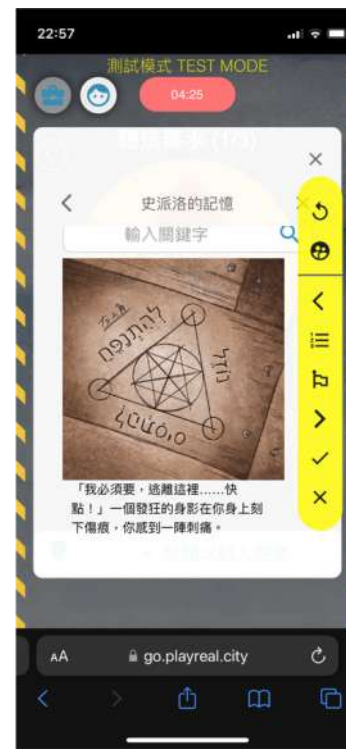 22:57
測試模式 TEST MODE
04:25
史派洛的記憶
輸入關鍵字
להתנפח
נוזל
「我必須要，逃離這裡......快
點！」一個發狂的身影在你身上刻
下傷痕，你感到一陣刺痛。
AA
go.playreal.city